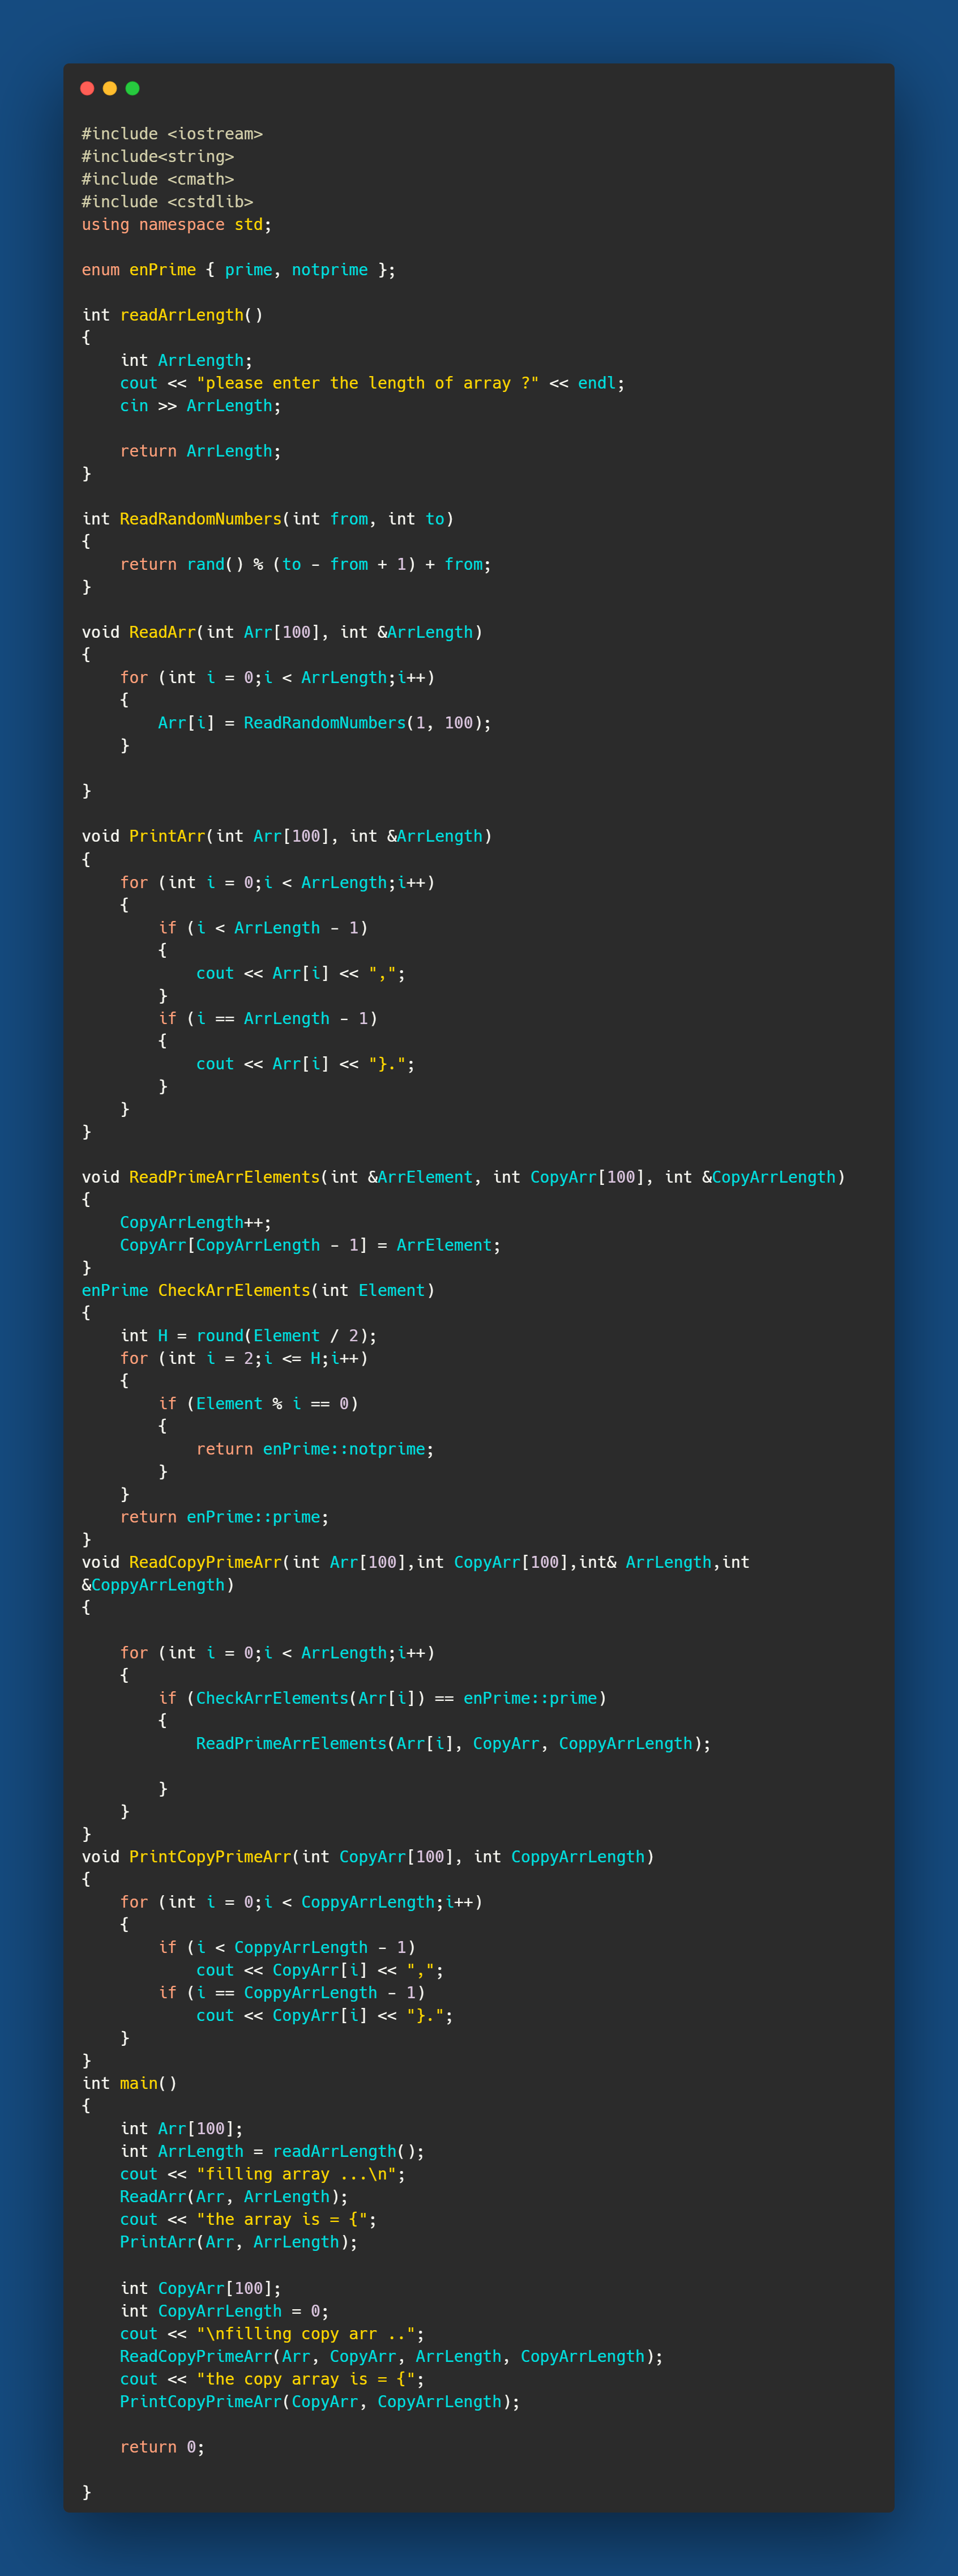 #include <iostream>
#include<string>
#include <cmath>
#include <cstdlib>
using namespace std;

enum enPrime { prime, notprime };

int readArrLength()
{
    int ArrLength;
    cout << "please enter the length of array ?" << endl;
    cin >> ArrLength;

    return ArrLength;
}

int ReadRandomNumbers(int from, int to)
{
    return rand() % (to - from + 1) + from;
}

void ReadArr(int Arr[100], int &ArrLength)
{
    for (int i = 0;i < ArrLength;i++)
    {
        Arr[i] = ReadRandomNumbers(1, 100);
    }

}

void PrintArr(int Arr[100], int &ArrLength)
{
    for (int i = 0;i < ArrLength;i++)
    {
        if (i < ArrLength - 1)
        {
            cout << Arr[i] << ",";
        }
        if (i == ArrLength - 1)
        {
            cout << Arr[i] << "}.";
        }
    }
}

void ReadPrimeArrElements(int &ArrElement, int CopyArr[100], int &CopyArrLength)
{
    CopyArrLength++;
    CopyArr[CopyArrLength - 1] = ArrElement;
}
enPrime CheckArrElements(int Element)
{
    int H = round(Element / 2);
    for (int i = 2;i <= H;i++)
    {
        if (Element % i == 0)
        {
            return enPrime::notprime;
        }
    }
    return enPrime::prime;
}
void ReadCopyPrimeArr(int Arr[100],int CopyArr[100],int& ArrLength,int
&CoppyArrLength)
{

    for (int i = 0;i < ArrLength;i++)
    {
        if (CheckArrElements(Arr[i]) == enPrime::prime)
        {
            ReadPrimeArrElements(Arr[i], CopyArr, CoppyArrLength);

        }
    }
}
void PrintCopyPrimeArr(int CopyArr[100], int CoppyArrLength)
{
    for (int i = 0;i < CoppyArrLength;i++)
    {
        if (i < CoppyArrLength - 1)
            cout << CopyArr[i] << ",";
        if (i == CoppyArrLength - 1)
            cout << CopyArr[i] << "}.";
    }
}
int main()
{
    int Arr[100];
    int ArrLength = readArrLength();
    cout << "filling array ...\n";
    ReadArr(Arr, ArrLength);
    cout << "the array is = {";
    PrintArr(Arr, ArrLength);

    int CopyArr[100];
    int CopyArrLength = 0;
    cout << "\nfilling copy arr ..";
    ReadCopyPrimeArr(Arr, CopyArr, ArrLength, CopyArrLength);
    cout << "the copy array is = {";
    PrintCopyPrimeArr(CopyArr, CopyArrLength);

    return 0;

}